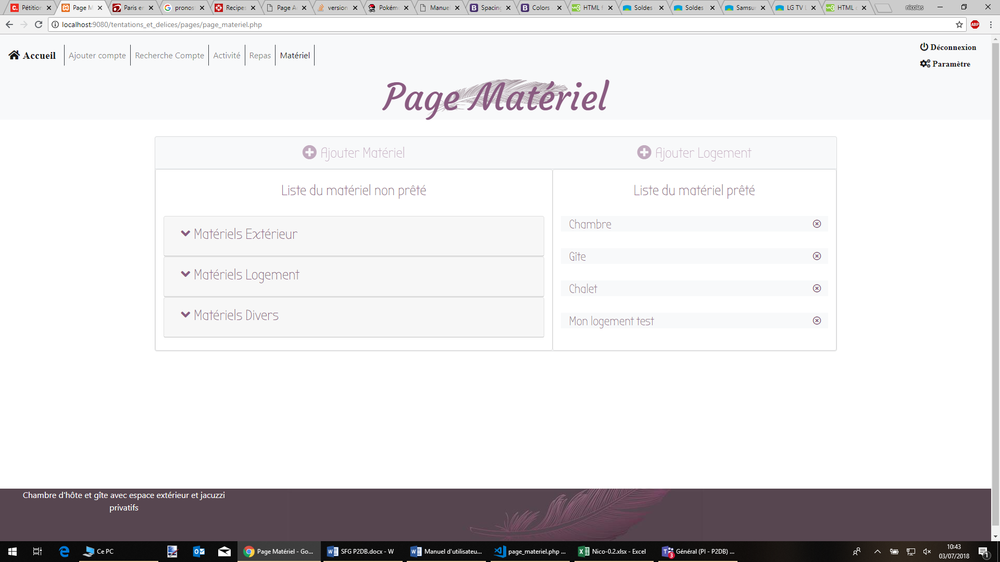 Pétition
Page M
Paris en
pronos
Recipes
Page A
version
Pokém
Manuel
Spacing
Colors
HTML f
Soldes
Soldes
Samsu
LG TV
HTML
nicolas
localhost:9080/tentations_et_delices/pages/page_materiel.php
ABP
Accueil
Ajouter compte
Recherche Compte
Activité
Repas
Matériel
Déconnexion
Paramètre
Page Matériel
Ajouter Matériel
Ajouter Logement
Liste du matériel non prêté
Liste du matériel prêté
Matériels Extérieur
Matériels Logement
Matériels Divers
Chambre
Gîte
Chalet
Mon logement test
Chambre d'hôte et gîte avec espace extérieur et jacuzzi
privatifs
Ce PC
Page Matériel - Go...
SFG P2DB.docx - W
Manuel d'utilisateu...
page_materiel.php ...
Nico-0.2.xlsx - Excel
3
Général (PI - P2DB) ...
10:43
03/07/2018
1